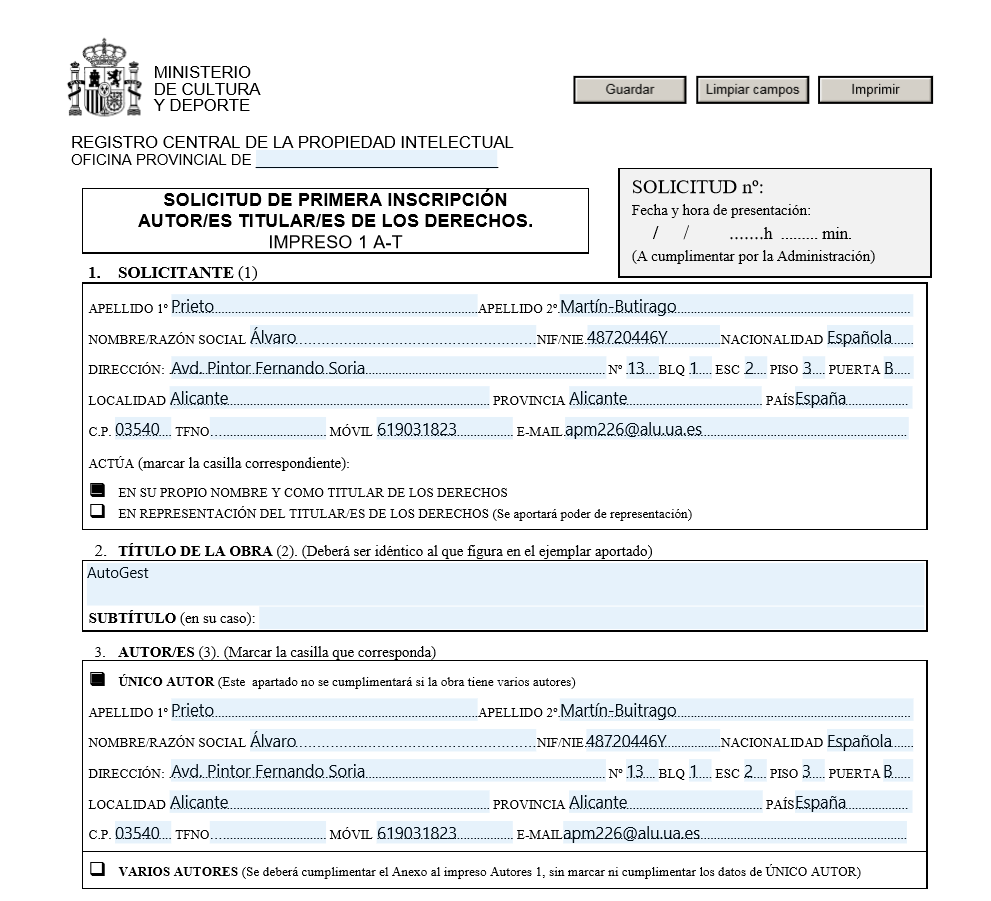 MINISTERIO
DE CULTURA
Y DEPORTE
Guardar Limpiar campos Imprimir
REGISTRO CENTRAL DE LA PROPIEDAD INTELECTUAL
OFICINA PROVINCIAL DE
SOLICITUD DE PRIMERA INSCRIPCIÓN
AUTOR/ES TITULAR/ES DE LOS DERECHOS.
IMPRESO 1 A-T
SOLICITUD nº:
Fecha y hora de presentación:
/ / .......h ......... min.
(A cumplimentar por la Administración)
1. SOLICITANTE (1)
APELLIDO 1º Prieto APELLIDO 2º Martín-Butirago
NOMBRE/RAZÓN SOCIAL Álvaro NIF/NIE 48720446Y NACIONALIDAD Española
DIRECCIÓN: Avd. Pintor Fernando Soria Nº 13 BLQ 1 ESC 2 PISO 3 PUERTA B
LOCALIDAD Alicante PROVINCIA Alicante PAÍS España
C.P. 03540 TFNO MÓVIL 619031823 E-MAIL apm226@alu.ua.es
ACTÚA (marcar la casilla correspondiente):
EN SU PROPIO NOMBRE Y COMO TITULAR DE LOS DERECHOS
EN REPRESENTACIÓN DEL TITULAR/ES DE LOS DERECHOS (Se aportará poder de representación)
2. TÍTULO DE LA OBRA (2). (Deberá ser idéntico al que figura en el ejemplar aportado)
AutoGest
SUBTÍTULO (en su caso):
3. AUTOR/ES (3). (Marcar la casilla que corresponda)
ÚNICO AUTOR (Este apartado no se cumplimentará si la obra tiene varios autores)
APELLIDO 1º Prieto APELLIDO 2º Martín-Buitrago
NOMBRE/RAZÓN SOCIAL Álvaro NIF/NIE 48720446Y NACIONALIDAD Española
DIRECCIÓN: Avd. Pintor Fernando Soria Nº 13 BLQ 1 ESC 2 PISO 3 PUERTA B
LOCALIDAD Alicante PROVINCIA Alicante PAÍS España
C.P. 03540 TFNO MÓVIL 619031823 E-MAIL apm226@alu.ua.es
VARIOS AUTORES (Se deberá cumplimentar el Anexo al impreso Autores 1, sin marcar ni cumplimentar los datos de ÚNICO AUTOR)